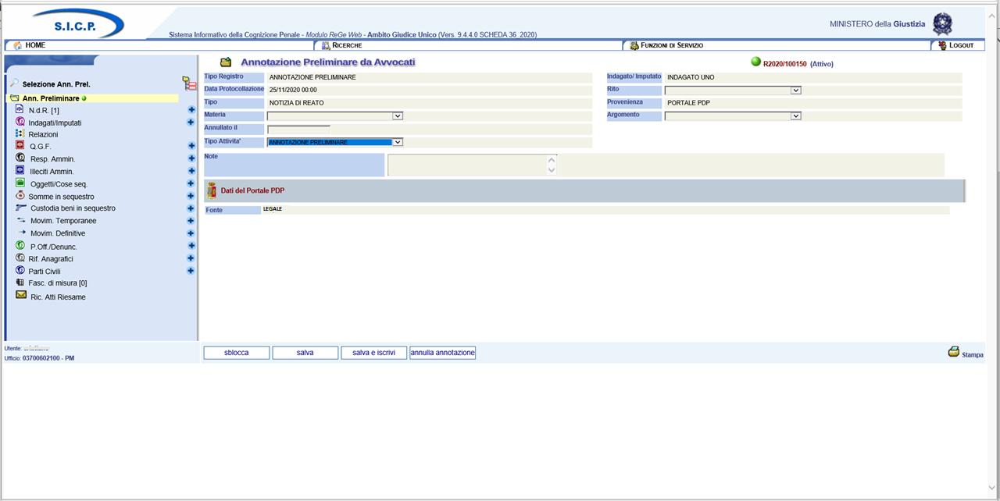 S.I.C.P.
Sistema Informativo della Cognizione Penale - Modulo ReGe Web - Ambito Giudice Unico (Vers. 9.4.4.0 SCHEDA 36_2020)
MINISTERO della Giustizia
HOME
RICERCHE
FUNZIONI DI SERVIZIO
LOGOUT
Selezione Ann. Prel.
Ann. Preliminare
N.d.R. [1]
Indagati/Imputati
Relazioni
Q.G.F.
Resp. Ammin.
Illeciti Ammin.
Oggetti/Cose seq.
Somme in sequestro
Custodia beni in sequestro
Movim. Temporanee
Movim. Definitive
P.Off./Denunc.
Rif. Anagrafici
Parti Civili
Fasc. di misura [0]
Ric. Atti Riesame
Annotazione Preliminare da Avvocati
R2020/100150 (Attivo)
Tipo Registro ANNOTAZIONE PRELIMINARE
Indagato/ Imputato INDAGATO UNO
Data Protocollazione 25/11/2020 00:00
Rito
Tipo NOTIZIA DI REATO
Provenienza PORTALE PDP
Materia
Argomento
Annullato il
Tipo Attivita' ANNOTAZIONE PRELIMINARE
Note
Dati del Portale PDP
Fonte LEGALE
Utente:
Ufficio: 03700602100 - PM
sblocca
salva
salva e iscrivi
annulla annotazione
Stampa